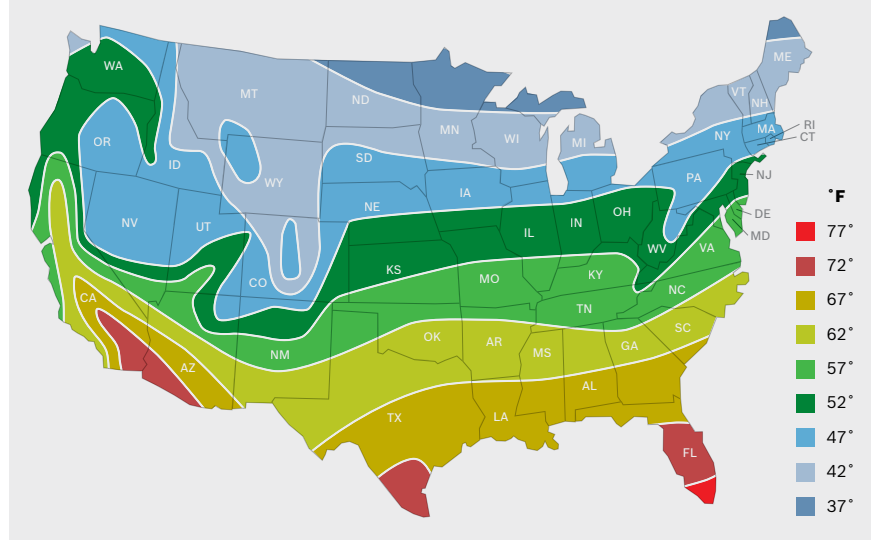 WA
MT
ND
MN
WI
MI
ME
VT
NH
NY
MA
RI
CT
OR
ID
WY
SD
NE
IA
PA
NJ
NV
UT
CO
KS
IL
IN
OH
WV
VA
DE
MD
CA
AZ
NM
OK
MO
AR
KY
TN
NC
SC
MS
GA
AL
TX
LA
FL
°F
77°
72°
67°
62°
57°
52°
47°
42°
37°